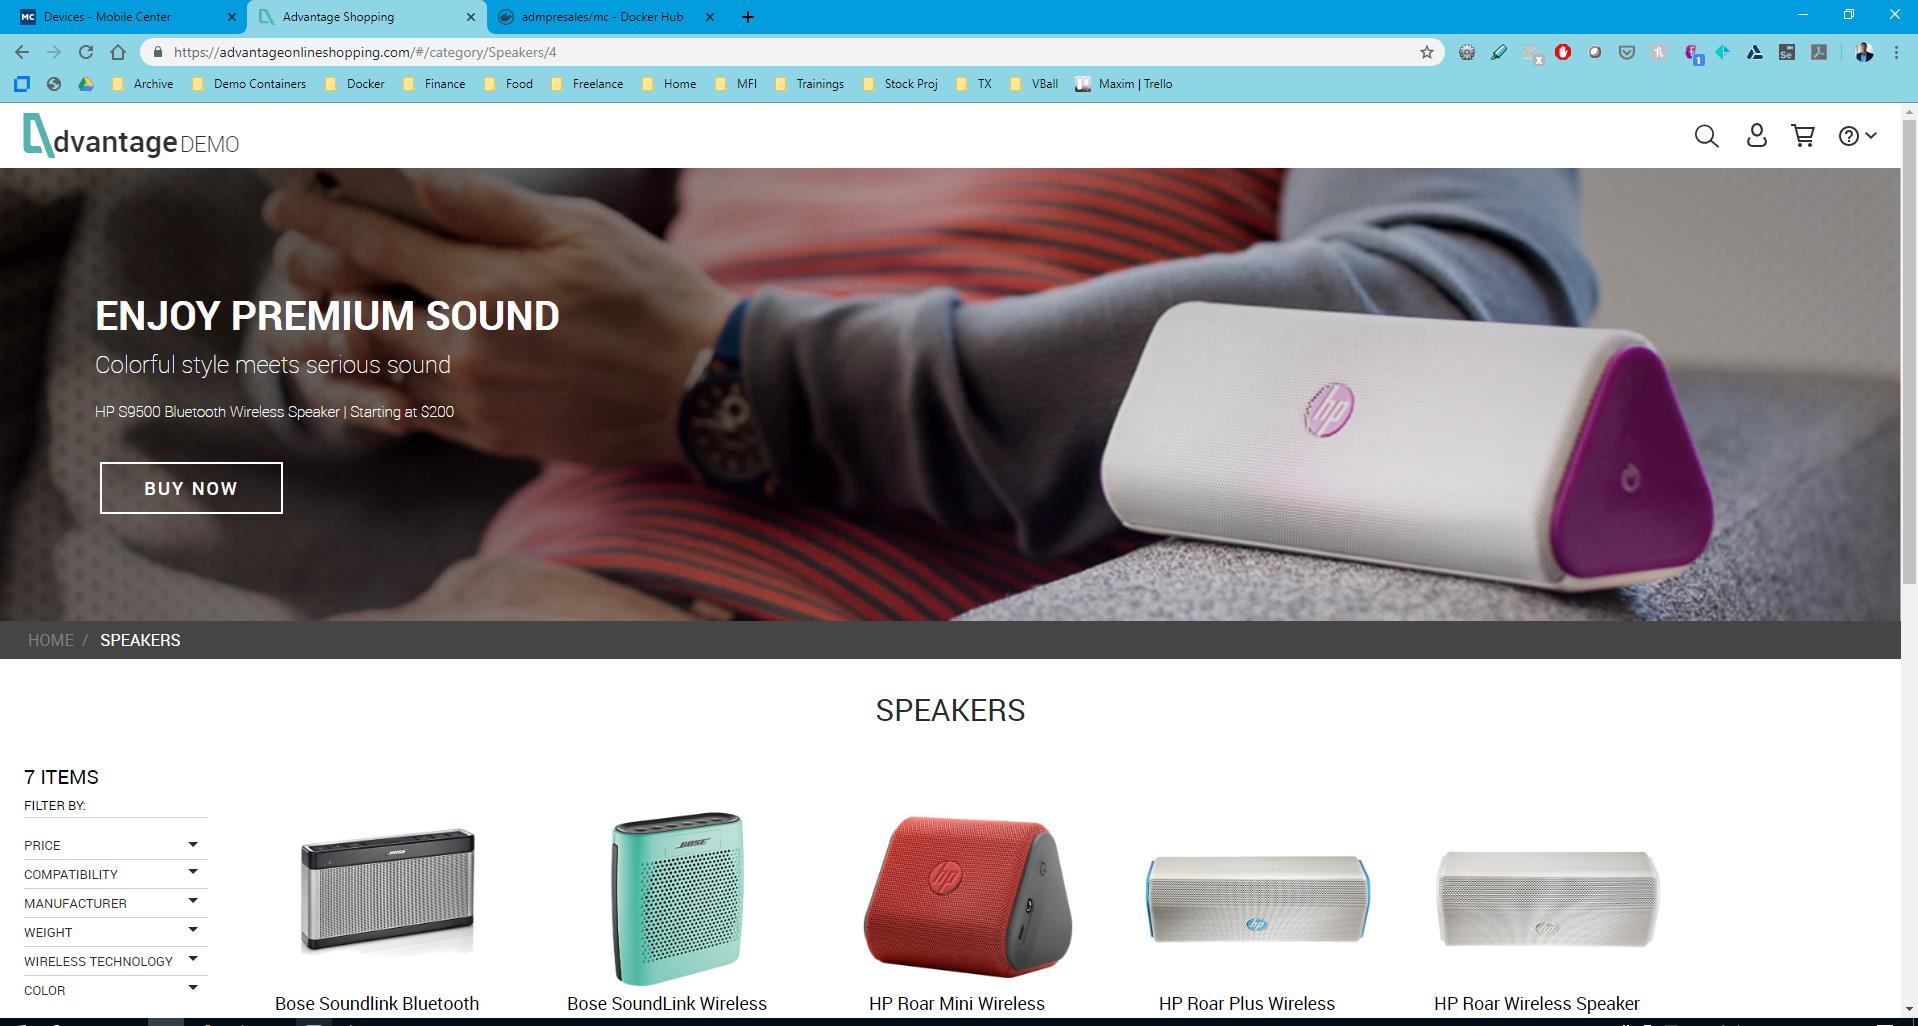 Devices - Mobile Center
Advantage Shopping
admpresales/mc - Docker Hub
https://advantageonlineshopping.com/#/category/Speakers/4
Archive
Demo Containers
Docker
Finance
Food
Freelance
Home
MFI
Trainings
Stock Proj
TX
VBall
Maxim | Trello
dvantage DEMO
ENJOY PREMIUM SOUND
Colorful style meets serious sound
HP S9500 Bluetooth Wireless Speaker | Starting at $200
BUY NOW
hp
HOME / SPEAKERS
SPEAKERS
7 ITEMS
FILTER BY:
PRICE
COMPATIBILITY
MANUFACTURER
WEIGHT
WIRELESS TECHNOLOGY
COLOR
BOSE
hp
hp
Bose Soundlink Bluetooth
Bose SoundLink Wireless
HP Roar Mini Wireless
HP Roar Plus Wireless
HP Roar Wireless Speaker